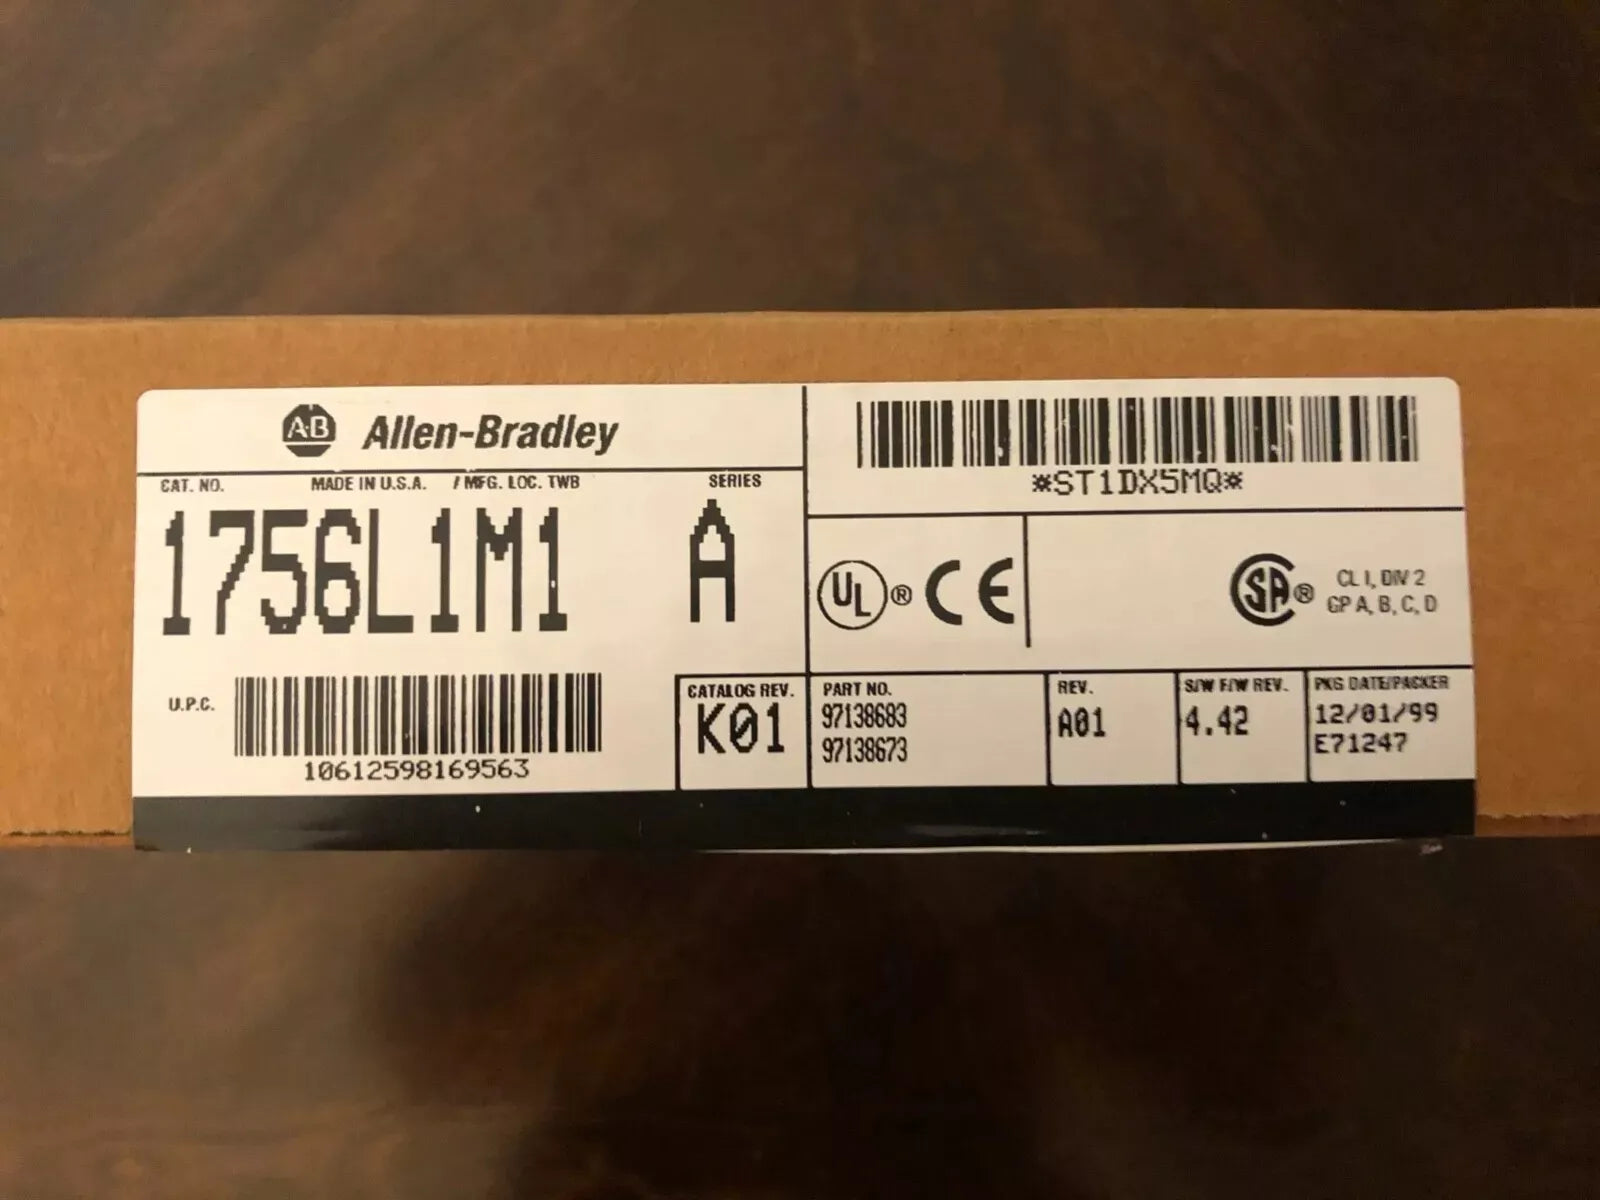 AB Allen-Bradley
CAT. NO. MADE IN U.S.A. / MFG. LOC. TWB SERIES
1756L1M1 A
U.P.C.
10612598169563
CATALOG REV.
K01
*ST1DX5MQ*
UL ® CE
SA ® CL I, DIV 2
GP A, B, C, D
PART NO.
97138683
97138673
REV.
A01
S/W F/W REV.
4.42
PKG DATE/PACKER
12/01/99
E71247